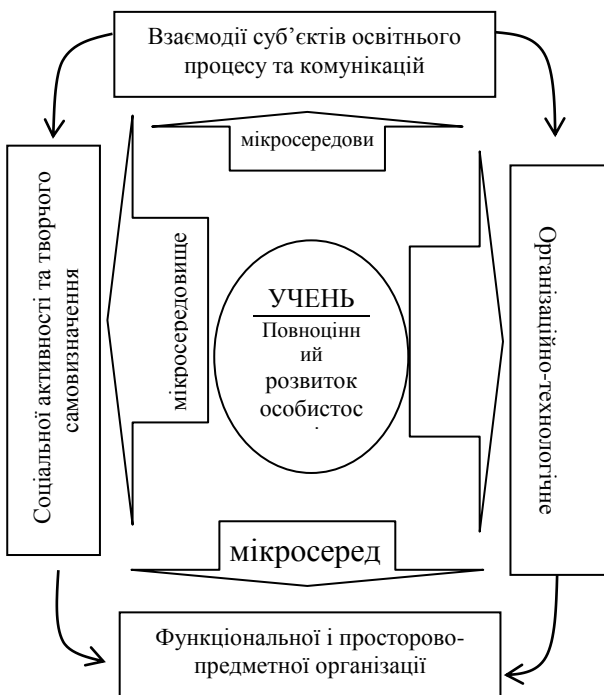 Взаємодії суб’єктів освітнього
процесу та комунікацій
мікросередови
Соціальної активності та творчого
самовизначення
мікросередовище
УЧЕНЬ
Повноцінн
ий
розвиток
особистос
Організаційно-технологічне
мікросеред
Функціональної і просторово-
предметної організації